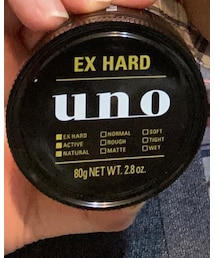 EX HARD
uno
EX HARD NORMAL SOFT
ACTIVE ROUGH TIGHT
NATURAL MATTE WET
80g NET WT. 2.8 oz.